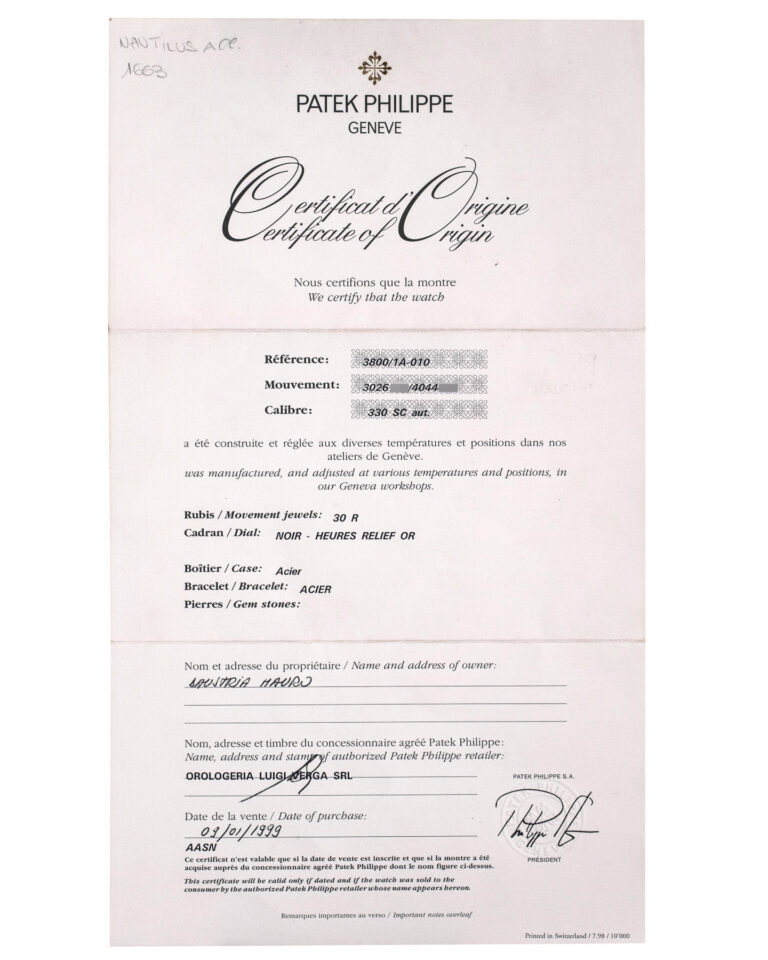 NAUTILUS ACC.
1663
PATEK PHILIPPE
GENEVE
Certificat d'Origine
Certificate of Origin
Nous certifions que la montre
We certify that the watch
Référence: 3800/1A-010
Mouvement: 3026 /4044
Calibre: 330 SC aut.
a été construite et réglée aux diverses températures et positions dans nos
ateliers de Genève.
was manufactured, and adjusted at various temperatures and positions, in
our Geneva workshops.
Rubis / Movement jewels: 30 R
Cadran / Dial: NOIR - HEURES RELIEF OR
Boîtier / Case: Acier
Bracelet / Bracelet: ACIER
Pierres / Gem stones:
Nom et adresse du propriétaire / Name and address of owner:
MAURO
Nom, adresse et timbre du concessionnaire agréé Patek Philippe:
Name, address and stamp of authorized Patek Philippe retailer:
OROLOGERIA LUIGI VERGA SRL
PATEK PHILIPPE S.A.
Date de la vente / Date of purchase:
09/01/1999
PRÉSIDENT
AASN
Ce certificat n'est valable que si la date de vente est inscrite et que si la montre a été
acquise auprès du concessionnaire agréé Patek Philippe dont le nom figure ci-dessus.
This certificate will be valid only if dated and if the watch was sold to the
consumer by the authorized Patek Philippe retailer whose name appears hereon.
Remarques importantes au verso / Important notes overleaf
Printed in Switzerland / 7.98 / 10'000